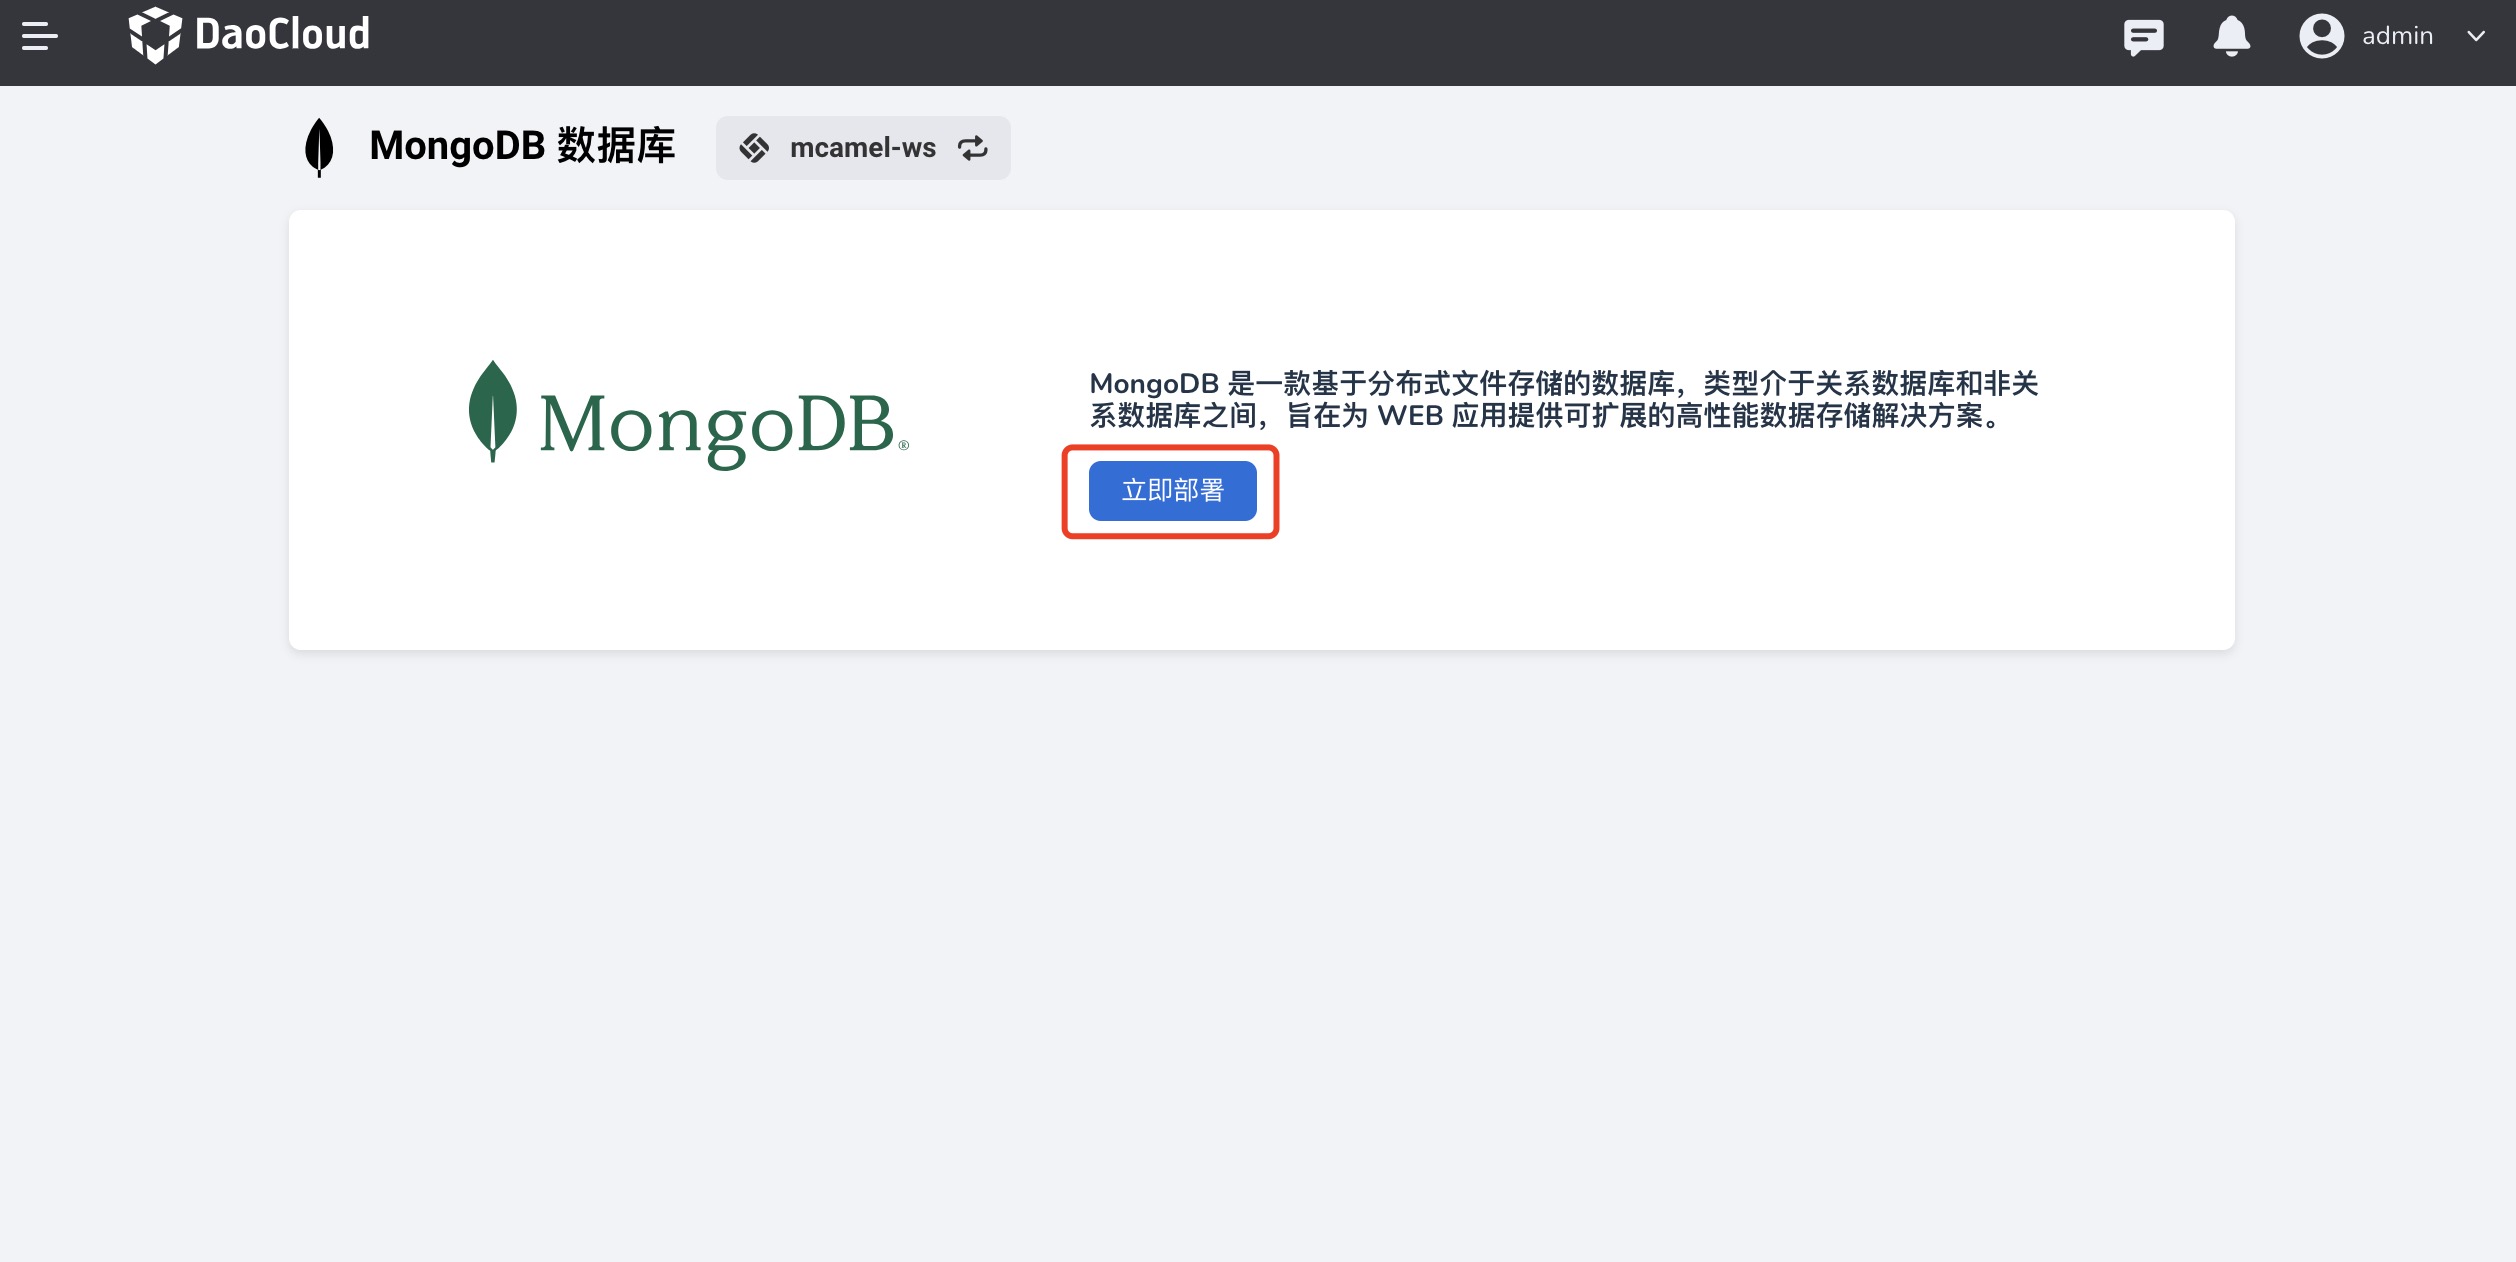 DaoCloud
admin
MongoDB 数据库
mcamel-ws
MongoDB®
MongoDB 是一款基于分布式文件存储的数据库，类型介于关系数据库和非关
系数据库之间，旨在为 WEB 应用提供可扩展的高性能数据存储解决方案。
立即部署